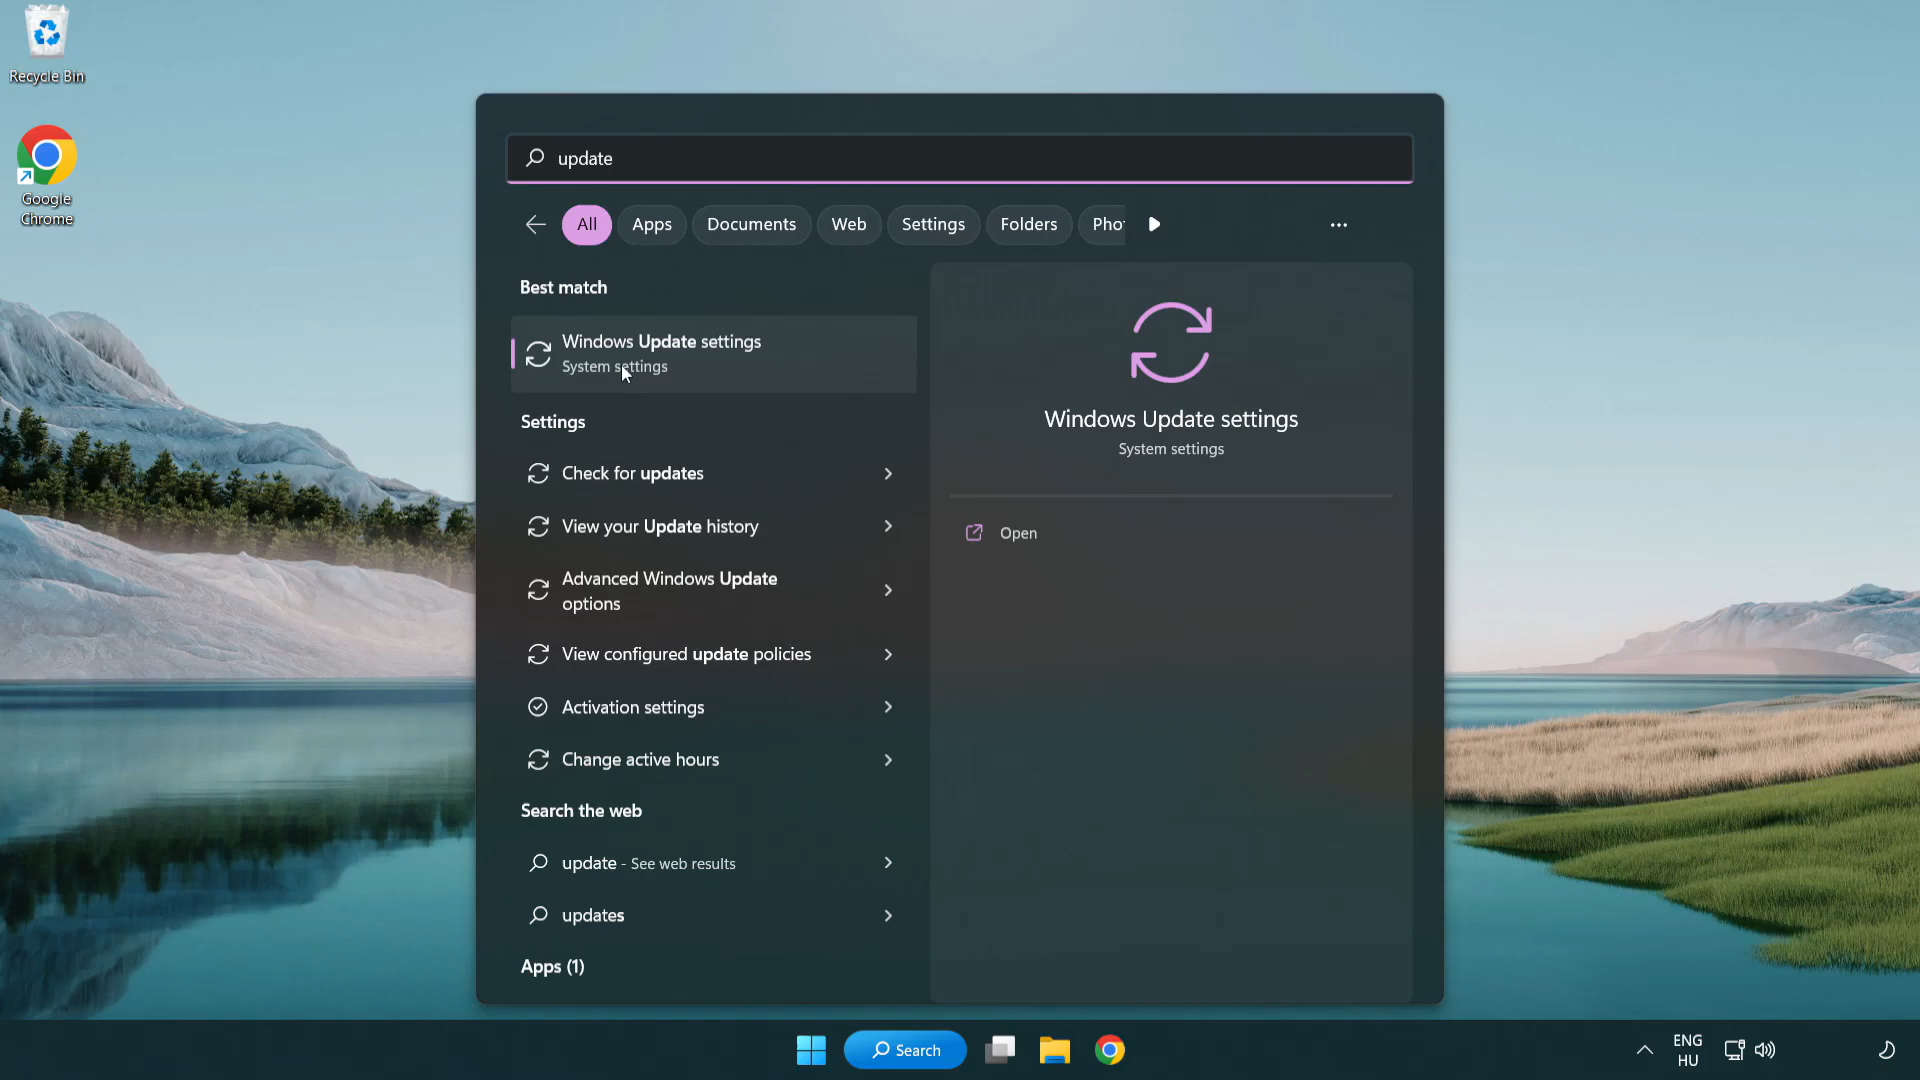 Recycle Bin
Google
Chrome
update
All
Apps
Documents
Web
Settings
Folders
Pho
Best match
Windows Update settings
System settings
Settings
Check for updates
View your Update history
Advanced Windows Update
options
View configured update policies
Activation settings
Change active hours
Search the web
update - See web results
updates
Apps (1)
Windows Update settings
System settings
Open
Search
ENG
HU